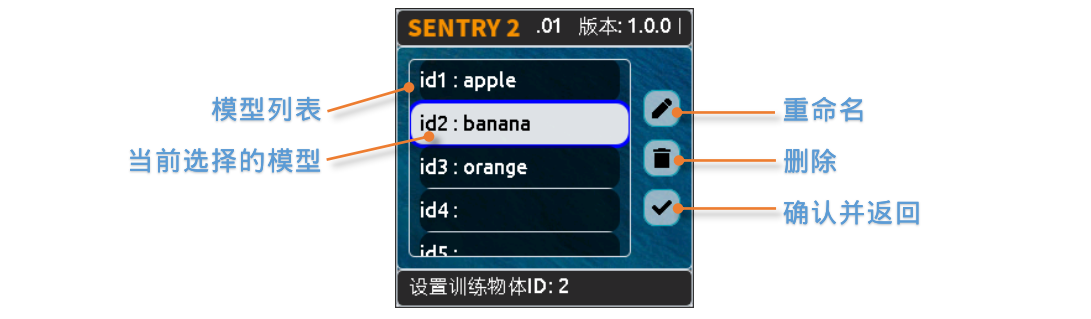 SENTRY 2 .01 版本: 1.0.0 |
id1 : apple
id2 : banana
id3 : orange
id4 :
id5 :
设置训练物体ID: 2
模型列表
当前选择的模型
重命名
删除
确认并返回